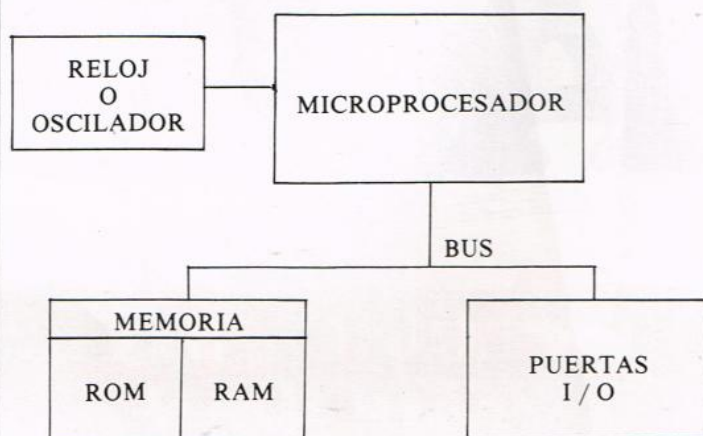 RELOJ
O
OSCILADOR
MICROPROCESADOR
BUS
MEMORIA
ROM
RAM
PUERTAS
I / O